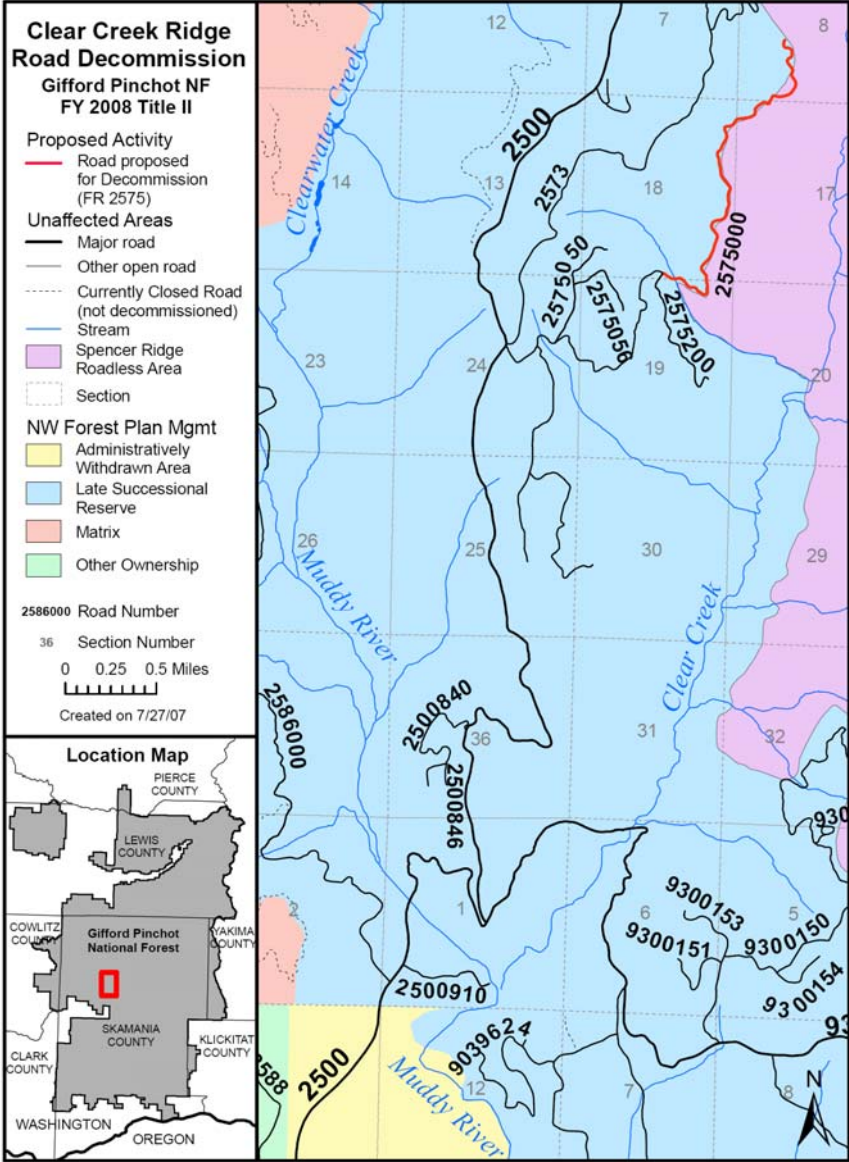 Clear Creek Ridge
Road Decommission
Gifford Pinchot NF
FY 2008 Title II
Proposed Activity
Road proposed
for Decommission
(FR 2575)
Unaffected Areas
Major road
Other open road
Currently Closed Road
(not decommissioned)
Stream
Spencer Ridge
Roadless Area
Section
NW Forest Plan Mgmt
Administratively
Withdrawn Area
Late Successional
Reserve
Matrix
Other Ownership
2586000 Road Number
36 Section Number
0 0.25 0.5 Miles
Created on 7/27/07
Location Map
PIERCE
COUNTY
LEWIS
COUNTY
COWLITZ
COUNTY
Gifford Pinchot
National Forest
YAKIMA
COUNTY
SKAMANIA
COUNTY
KLICKITAT
COUNTY
CLARK
COUNTY
WASHINGTON
OREGON
12
7
8
Clearwater Creek
2500
14
13
2573
18
17
2575000
2575050
2575056
2575200
23
24
19
20
26
25
30
29
Muddy River
Clear Creek
2586000
2500840
36
31
32
2500846
930
2
1
6
5
9300153
9300151
9300150
9300154
2500910
93
2500
9039624
2588
Muddy River
12
7
8
N